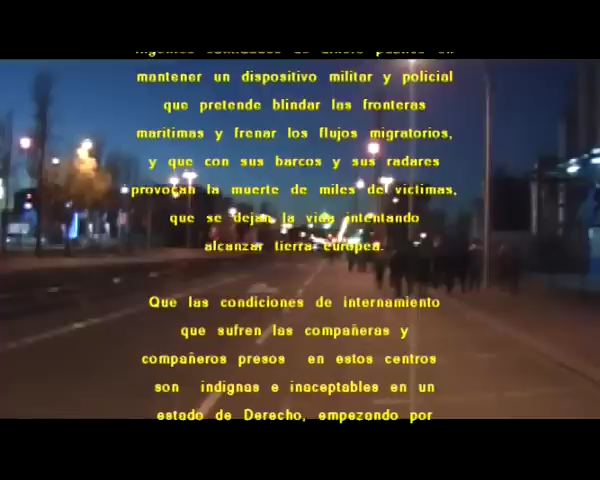 mantener un dispositivo militar y policial
que pretende blindar las fronteras
marítimas y frenar los flujos migratorios,
y que con sus barcos y sus radares
provocan la muerte de miles de víctimas,
que se dejan la vida intentando
alcanzar tierra europea.
Que las condiciones de internamiento
que sufren las compañeras y
compañeros presos en estos centros
son indignas e inaceptables en un
estado de Derecho, empezando por